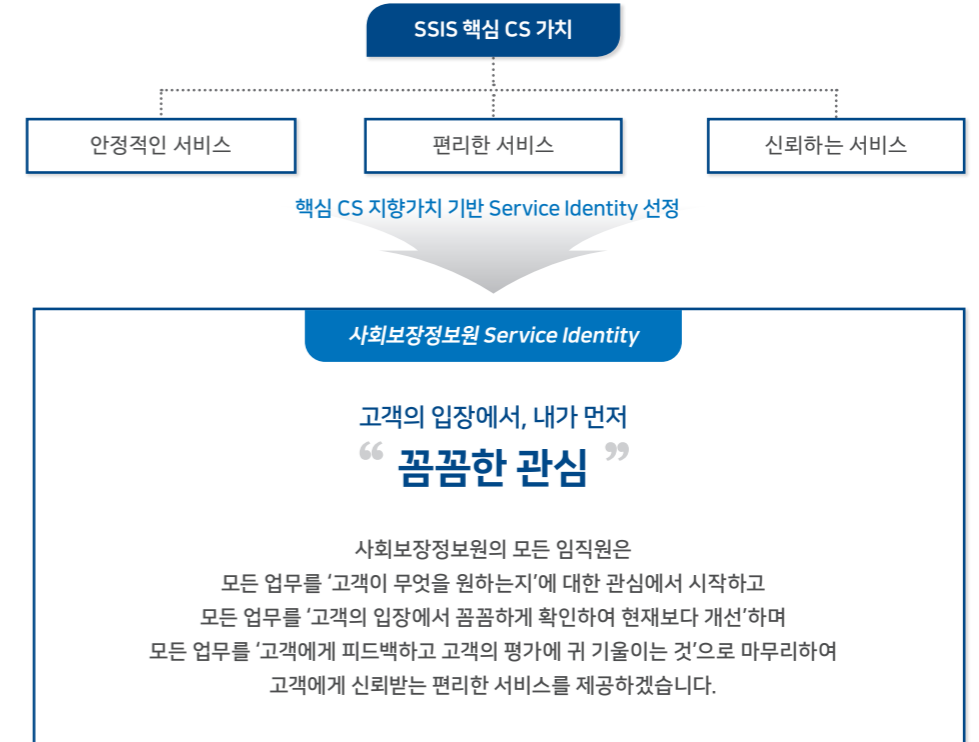 SSIS 핵심 CS 가치
안정적인 서비스
편리한 서비스
신뢰하는 서비스
핵심 CS 지향가치 기반 Service Identity 선정
사회보장정보원 Service Identity
고객의 입장에서, 내가 먼저
“ 꼼꼼한 관심 ”
사회보장정보원의 모든 임직원은
모든 업무를 ‘고객이 무엇을 원하는지’에 대한 관심에서 시작하고
모든 업무를 ‘고객의 입장에서 꼼꼼하게 확인하여 현재보다 개선’하며
모든 업무를 ‘고객에게 피드백하고 고객의 평가에 귀 기울이는 것’으로 마무리하여
고객에게 신뢰받는 편리한 서비스를 제공하겠습니다.